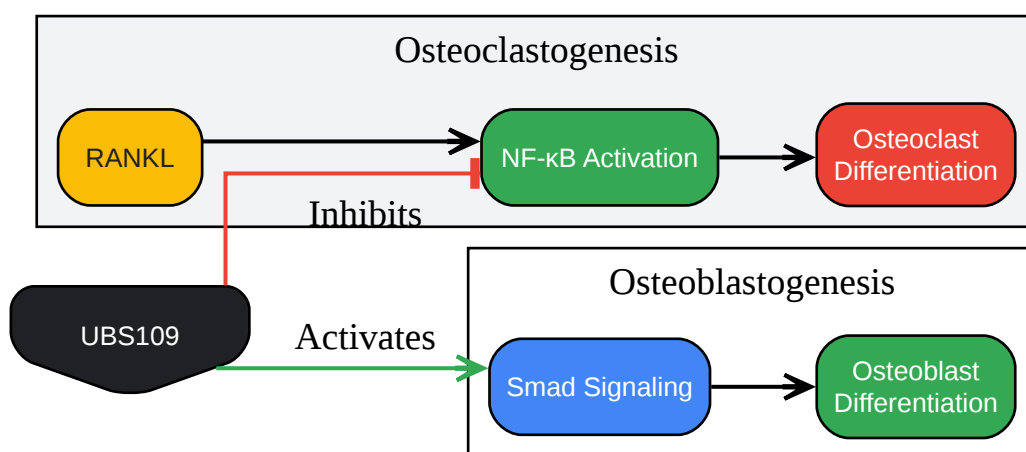 Osteoclastogenesis
RANKL
NF-κB Activation
Osteoclast
Differentiation
Inhibits
Osteoblastogenesis
UBS109
Activates
Smad Signaling
Osteoblast
Differentiation